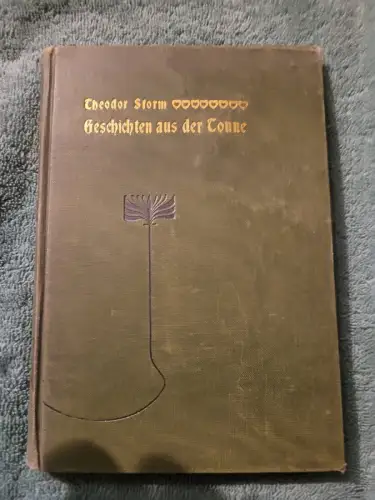 Theodor Storm
Geschichten aus der Tonne